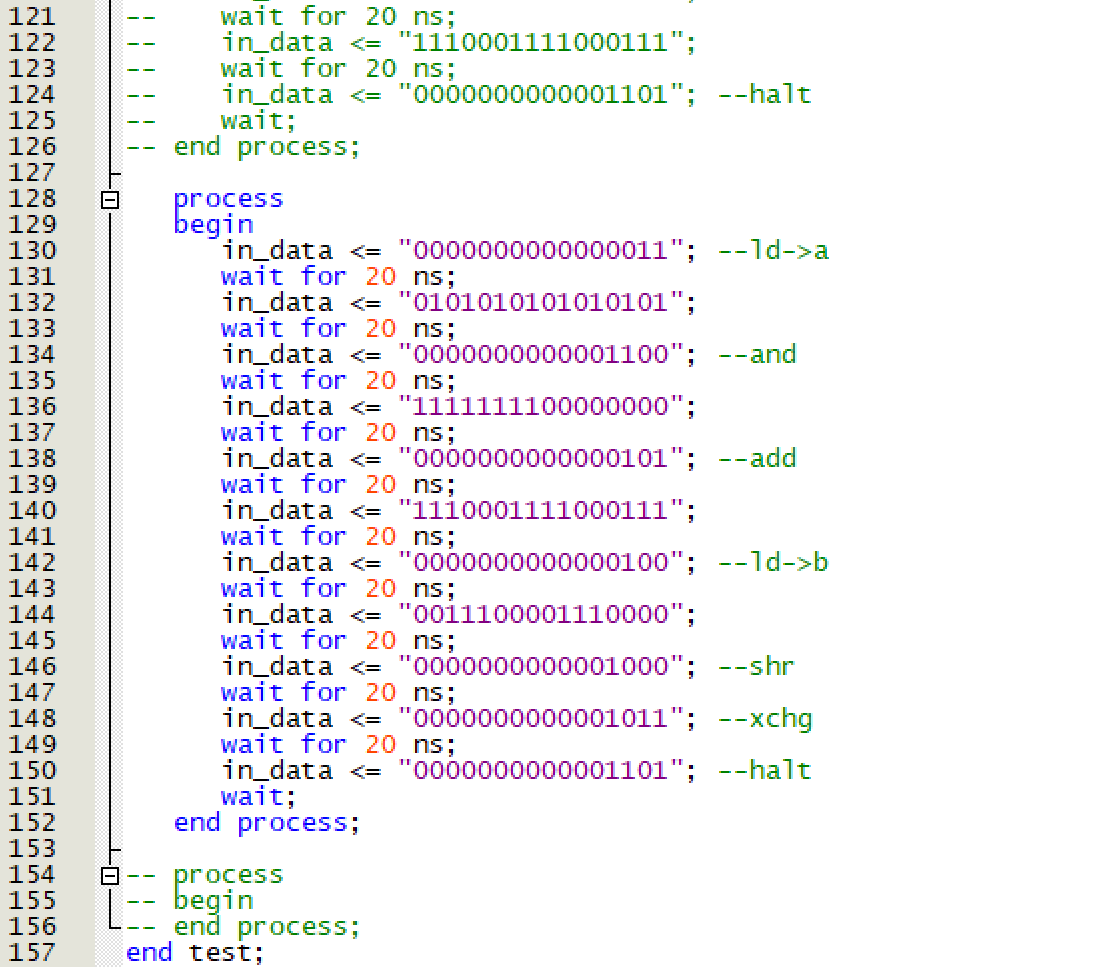 121 --    wait for 20 ns;
122 --    in_data <= "1110001111000111";
123 --    wait for 20 ns;
124 --    in_data <= "0000000000001101"; --halt
125 --    wait;
126 -- end process;
127
128    process
129    begin
130       in_data <= "0000000000000011"; --ld->a
131       wait for 20 ns;
132       in_data <= "0101010101010101";
133       wait for 20 ns;
134       in_data <= "0000000000001100"; --and
135       wait for 20 ns;
136       in_data <= "1111111100000000";
137       wait for 20 ns;
138       in_data <= "0000000000000101"; --add
139       wait for 20 ns;
140       in_data <= "1110001111000111";
141       wait for 20 ns;
142       in_data <= "0000000000000100"; --ld->b
143       wait for 20 ns;
144       in_data <= "0011100001110000";
145       wait for 20 ns;
146       in_data <= "0000000000001000"; --shr
147       wait for 20 ns;
148       in_data <= "0000000000001011"; --xchg
149       wait for 20 ns;
150       in_data <= "0000000000001101"; --halt
151       wait;
152    end process;
153
154 -- process
155 -- begin
156 -- end process;
157 end test;